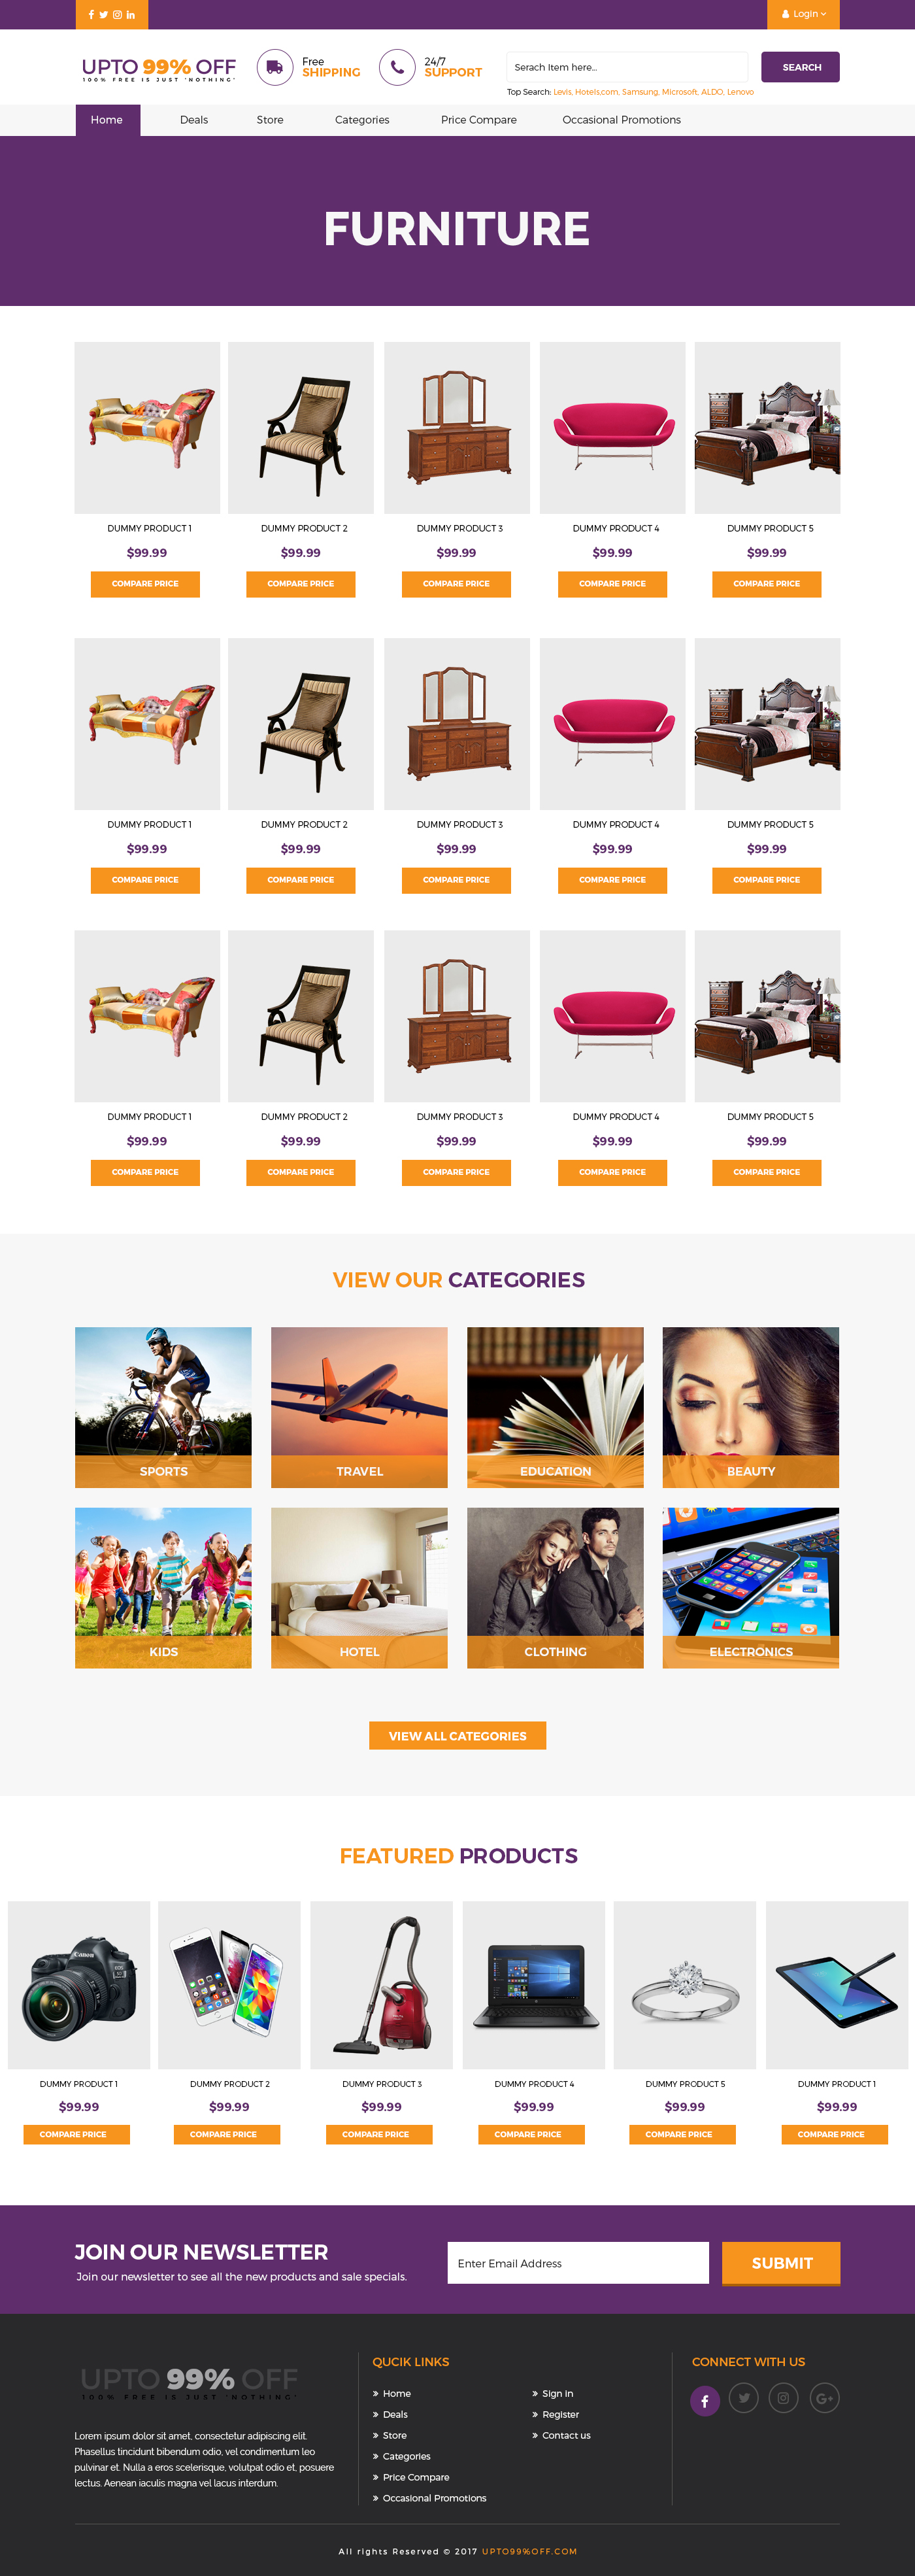 Login
UPTO 99% OFF
100% FREE IS JUST 'NOTHING'
Free
SHIPPING
24/7
SUPPORT
Serach Item here...
SEARCH
Top Search: Levis, Horels.com, Samsung, Microsoft, ALDO, Lenovo
Home Deals Store Categories Price Compare Occasional Promotions
FURNITURE
DUMMY PRODUCT 1 DUMMY PRODUCT 2 DUMMY PRODUCT 3 DUMMY PRODUCT 4 DUMMY PRODUCT 5
$99.99 $99.99 $99.99 $99.99 $99.99
COMPARE PRICE COMPARE PRICE COMPARE PRICE COMPARE PRICE COMPARE PRICE
DUMMY PRODUCT 1 DUMMY PRODUCT 2 DUMMY PRODUCT 3 DUMMY PRODUCT 4 DUMMY PRODUCT 5
$99.99 $99.99 $99.99 $99.99 $99.99
COMPARE PRICE COMPARE PRICE COMPARE PRICE COMPARE PRICE COMPARE PRICE
DUMMY PRODUCT 1 DUMMY PRODUCT 2 DUMMY PRODUCT 3 DUMMY PRODUCT 4 DUMMY PRODUCT 5
$99.99 $99.99 $99.99 $99.99 $99.99
COMPARE PRICE COMPARE PRICE COMPARE PRICE COMPARE PRICE COMPARE PRICE
VIEW OUR CATEGORIES
SPORTS TRAVEL EDUCATION BEAUTY
KIDS HOTEL CLOTHING ELECTRONICS
VIEW ALL CATEGORIES
FEATURED PRODUCTS
Canon
DUMMY PRODUCT 1 DUMMY PRODUCT 2 DUMMY PRODUCT 3 DUMMY PRODUCT 4 DUMMY PRODUCT 5 DUMMY PRODUCT 1
$99.99 $99.99 $99.99 $99.99 $99.99 $99.99
COMPARE PRICE COMPARE PRICE COMPARE PRICE COMPARE PRICE COMPARE PRICE COMPARE PRICE
JOIN OUR NEWSLETTER
Join our newsletter to see all the new products and sale specials.
Enter Email Address
SUBMIT
UPTO 99% OFF
100% FREE IS JUST 'NOTHING'
Lorem ipsum dolor sit amet, consectetur adipiscing elit.
Phasellus tincidunt bibendum odio, vel condimentum leo
pulvinar et. Nulla a eros scelerisque, volutpat odio et, posuere
lectus. Aenean iaculis magna vel lacus interdum.
QUCIK LINKS
» Home
» Deals
» Store
» Categories
» Price Compare
» Occasional Promotions
» Sign in
» Register
» Contact us
CONNECT WITH US
All rights Reserved © 2017 UPTO99%OFF.COM